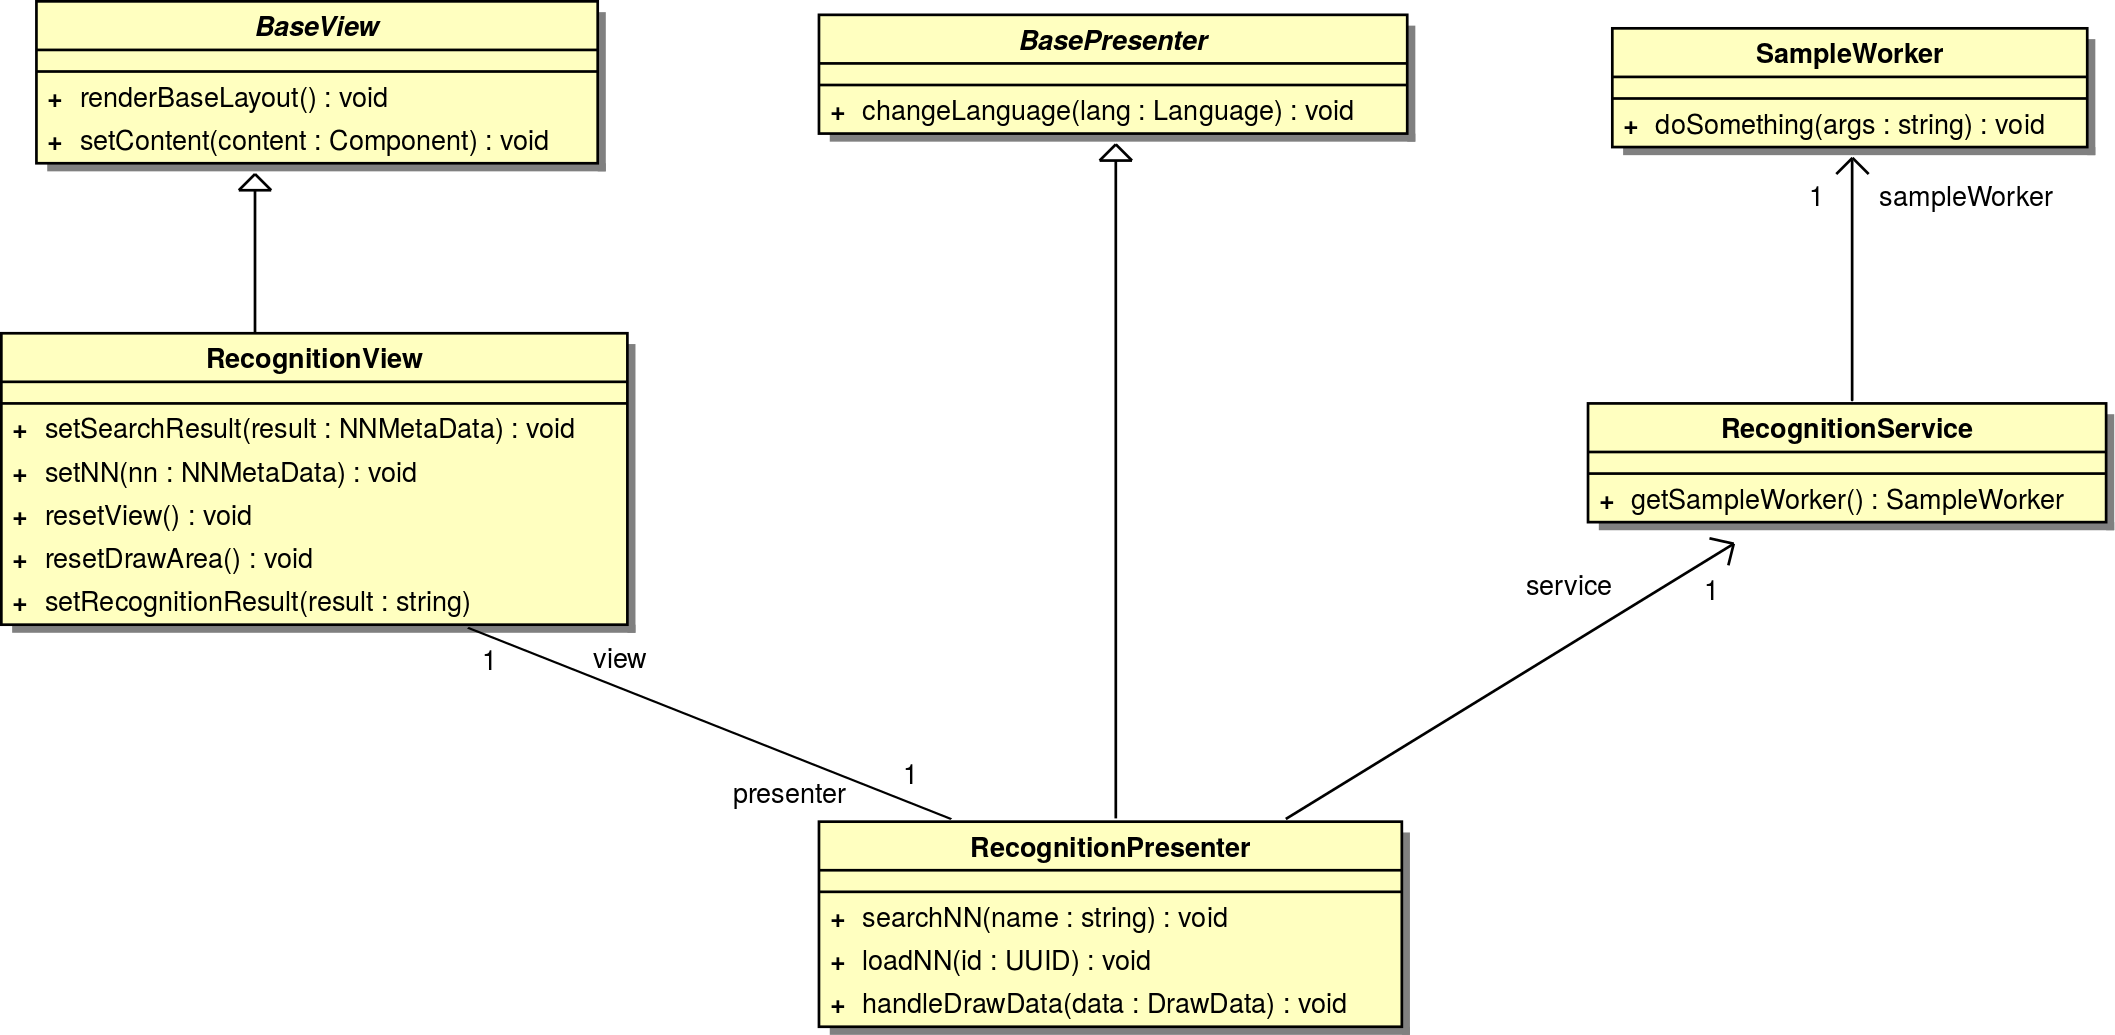 BaseView
+ renderBaseLayout() : void
+ setContent(content : Component) : void
BasePresenter
+ changeLanguage(lang : Language) : void
SampleWorker
+ doSomething(args : string) : void
1 sampleWorker
RecognitionView
+ setSearchResult(result : NNMetaData) : void
+ setNN(nn : NNMetaData) : void
+ resetView() : void
+ resetDrawArea() : void
+ setRecognitionResult(result : string)
RecognitionService
+ getSampleWorker() : SampleWorker
service
1
1 view
1
presenter
RecognitionPresenter
+ searchNN(name : string) : void
+ loadNN(id : UUID) : void
+ handleDrawData(data : DrawData) : void